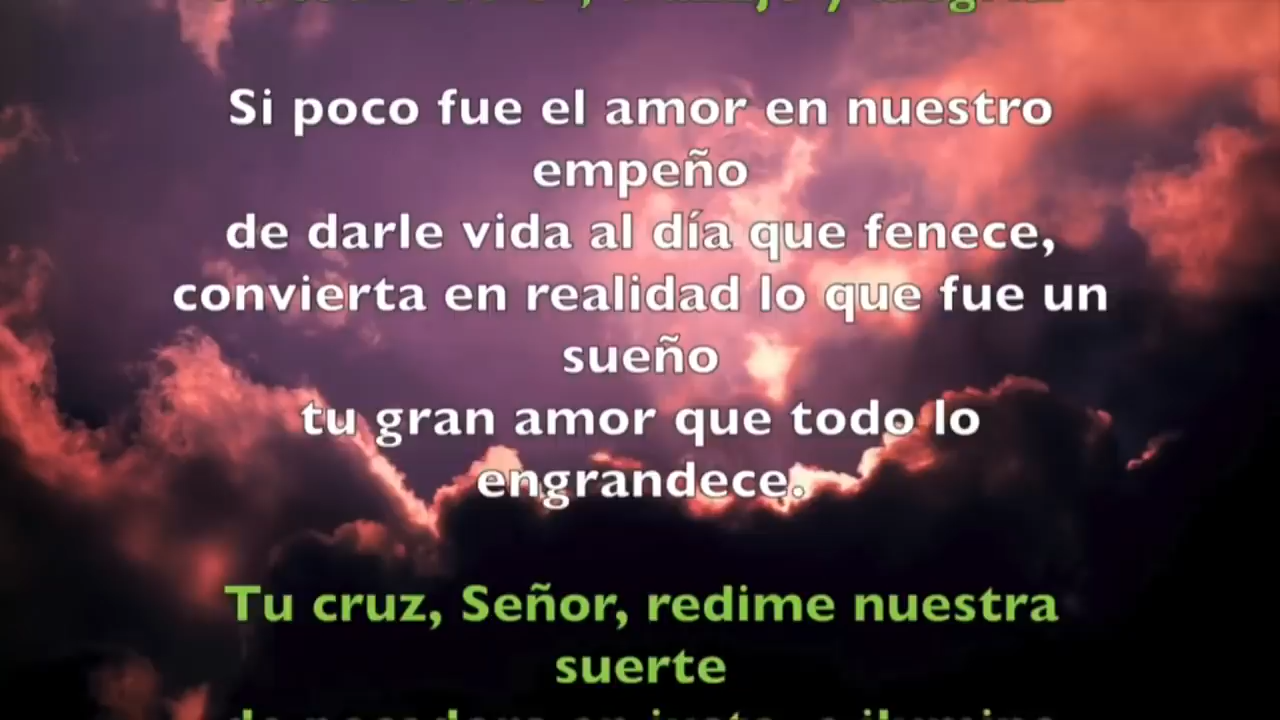 Si poco fue el amor en nuestro
empeño
de darle vida al día que fenece,
convierta en realidad lo que fue un
sueño
tu gran amor que todo lo
engrandece.
Tu cruz, Señor, redime nuestra
suerte